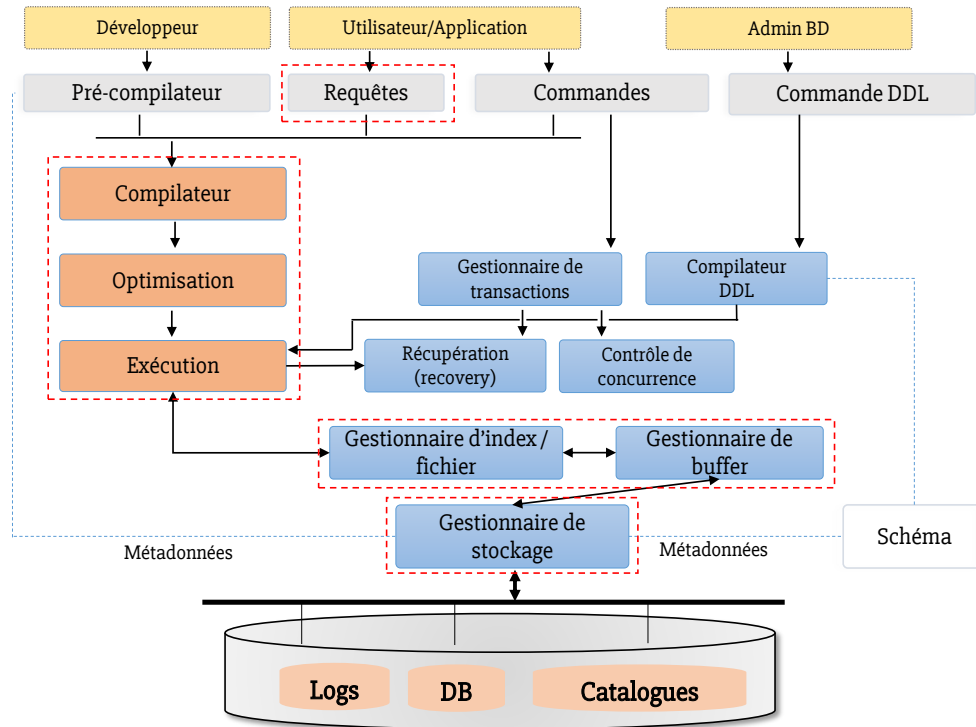 Développeur
Utilisateur/Application
Admin BD
Pré-compilateur
Requêtes
Commandes
Commande DDL
Compilateur
Optimisation
Gestionnaire de
transactions
Compilateur
DDL
Exécution
Récupération
(recovery)
Contrôle de
concurrence
Gestionnaire d'index /
fichier
Gestionnaire de
buffer
Gestionnaire de
stockage
Schéma
Métadonnées
Métadonnées
Logs
DB
Catalogues